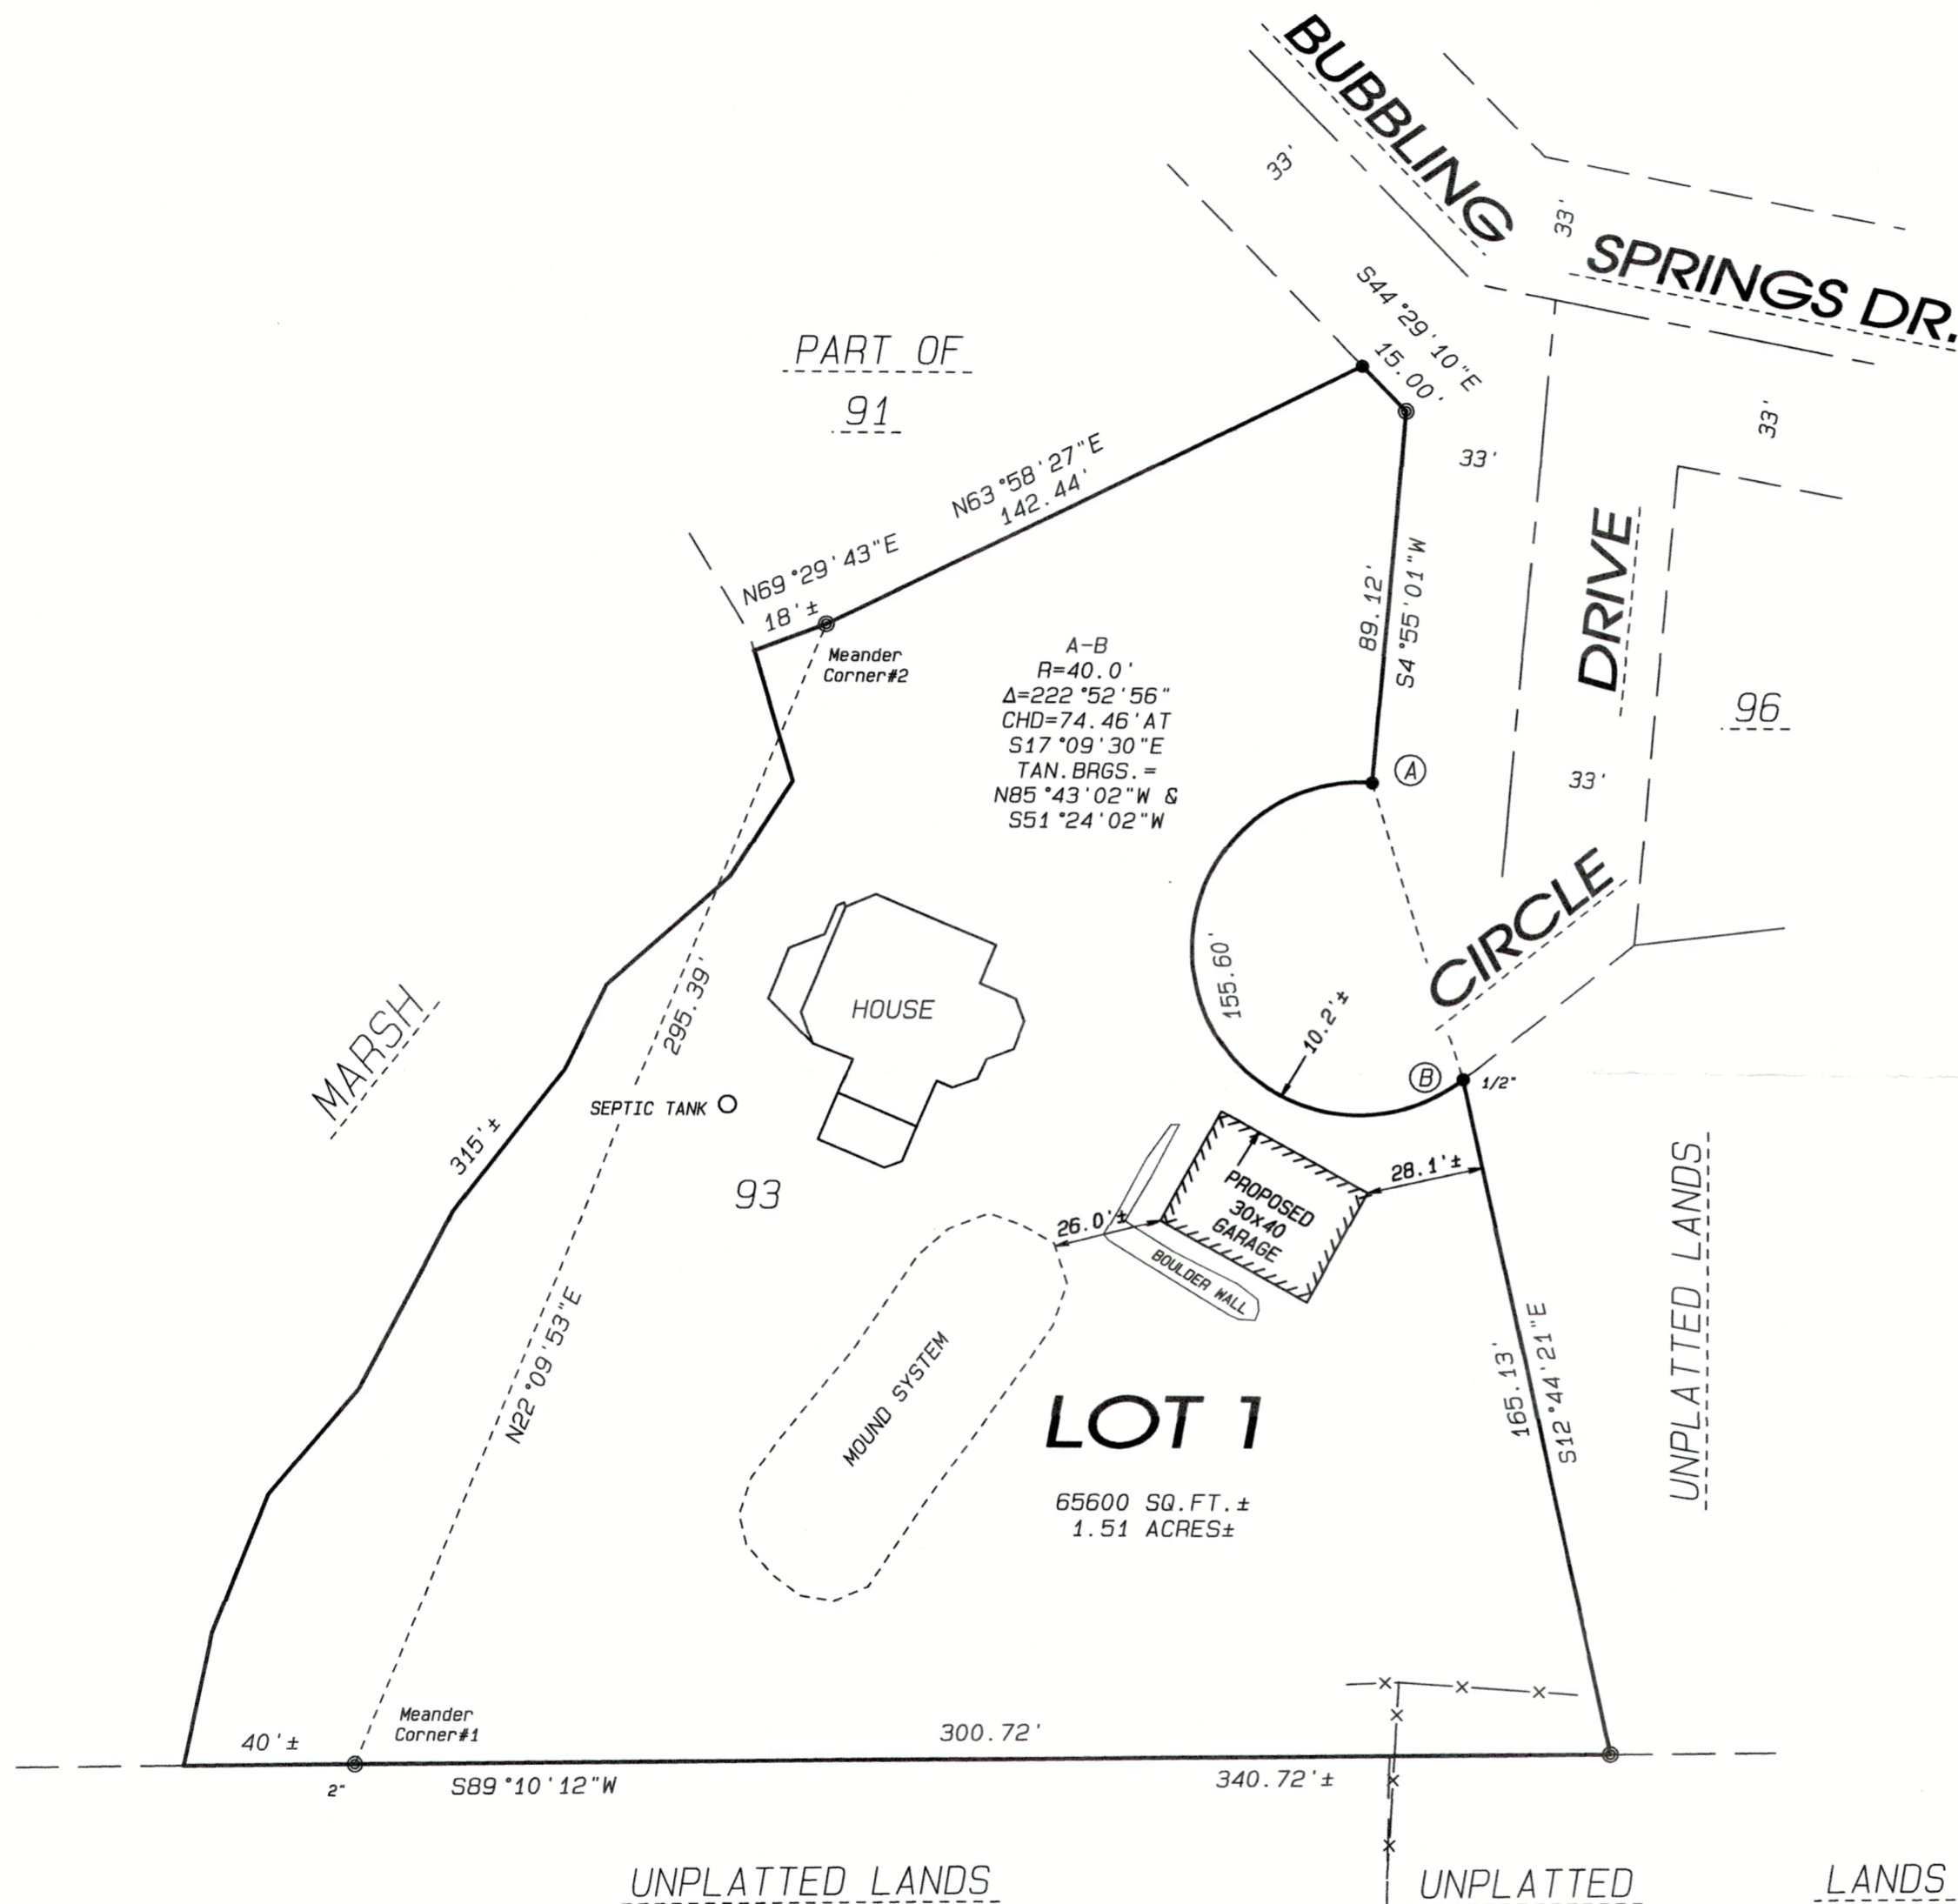 BUBBLING
SPRINGS DR.
33'
33'
S44°29'10"E
15.00'
PART OF
91
33'
33'
N63°58'27"E
142.44'
N69°29'43"E
18'±
Meander
Corner#2
A-B
R=40.0'
Δ=222°52'56"
CHD=74.46'AT
S17°09'30"E
TAN.BRGS.=
N85°43'02"W &
S51°24'02"W
89.12'
S4°55'01"W
DRIVE
96
33'
A
CIRCLE
155.60'
10.2'±
B
1/2"
MARSH
295.39'
HOUSE
SEPTIC TANK
315'±
93
26.0'±
PROPOSED
30x40
GARAGE
28.1'±
BOULDER WALL
N22°09'53"E
MOUND SYSTEM
LOT 1
65600 SQ.FT.±
1.51 ACRES±
165.13'
S12°44'21"E
UNPLATTED LANDS
Meander
Corner#1
40'±
300.72'
2"
S89°10'12"W
340.72'±
UNPLATTED LANDS
UNPLATTED LANDS